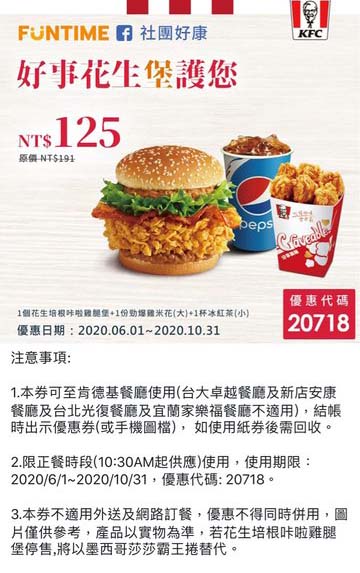 FUNTIME f 社團好康
KFC
好事花生堡護您
NT$125
原價 NT$191
pepsi
KFC
優惠代碼
20718
1個花生培根咔啦雞腿堡+1份勁爆雞米花(大)+1杯冰紅茶(小)
優惠日期：2020.06.01~2020.10.31
注意事項:
1.本券可至肯德基餐廳使用(台大卓越餐廳及新店安康
餐廳及台北光復餐廳及宜蘭家樂福餐廳不適用)，結帳
時出示優惠券(或手機圖檔)， 如使用紙券後需回收。
2.限正餐時段(10:30AM起供應)使用，使用期限：
2020/6/1~2020/10/31，優惠代碼: 20718。
3.本券不適用外送及網路訂餐，優惠不得同時併用，圖
片僅供參考，產品以實物為準，若花生培根咔啦雞腿
堡停售,將以墨西哥莎莎霸王捲替代。